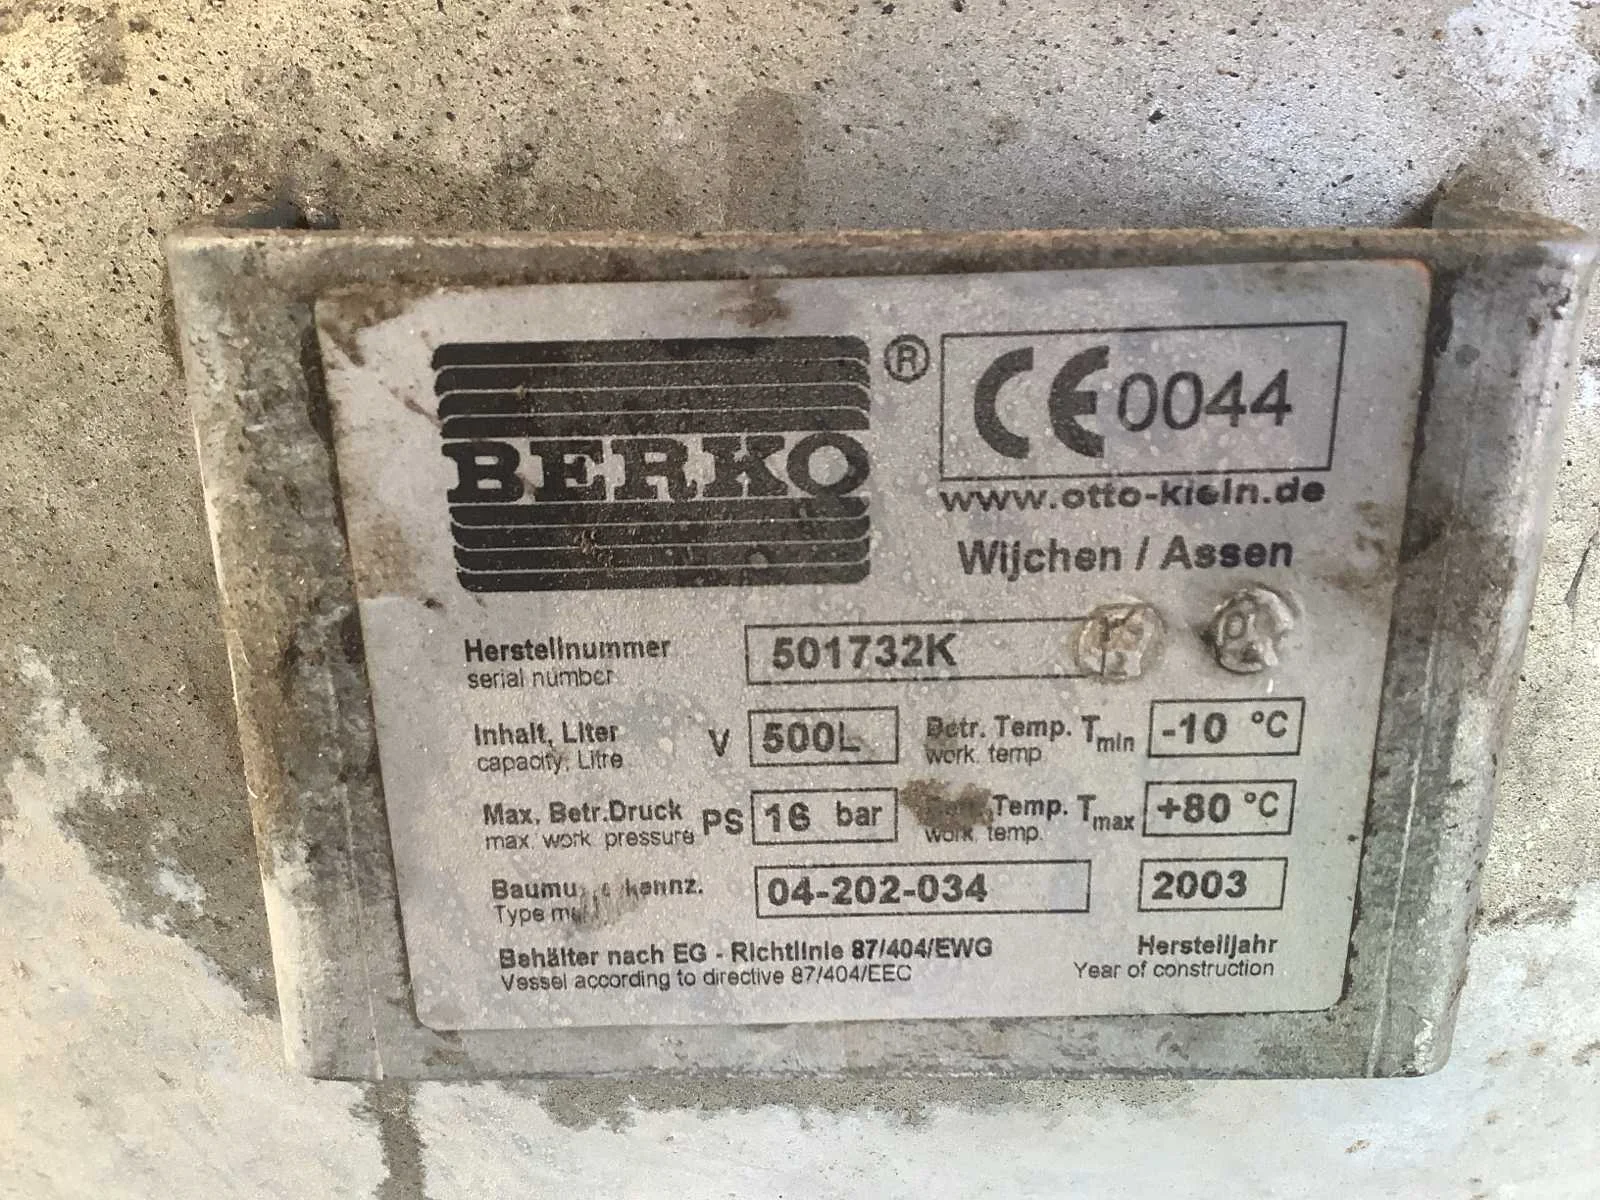 BERKO ®
CE 0044
www.otto-klein.de
Wijchen / Assen
Herstellnummer 501732K
serial number
Inhalt, Liter V 500L Betr. Temp. Tmin -10 °C
capacity, Litre work. temp.
Max. Betr.Druck PS 16 bar Temp. Tmax +80 °C
max. work. pressure work. temp.
04-202-034 2003
Type
Behälter nach EG - Richtlinie 87/404/EWG Herstelljahr
Vessel according to directive 87/404/EEC Year of construction